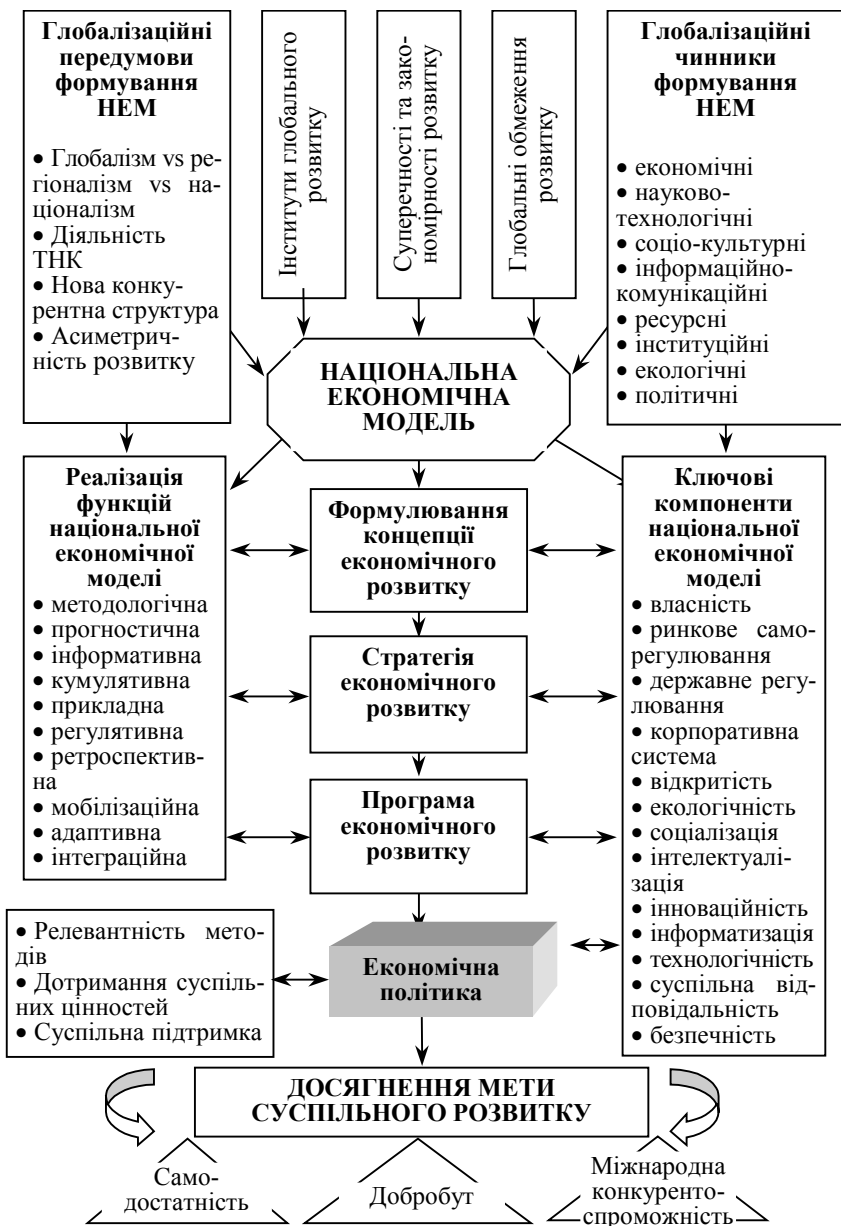 Глобалізаційні
передумови
формування
НЕМ
• Глобалізм vs ре-
гіоналізм vs на-
ціоналізм
• Діяльність
ТНК
• Нова конку-
рентна структура
• Асиметрич-
ність розвитку
Інститути глобального
розвитку
Суперечності та зако-
номірності розвитку
Глобальні обмеження
розвитку
Глобалізаційні
чинники
формування
НЕМ
• економічні
• науково-
технологічні
• соціо-культурні
• інформаційно-
комунікаційні
• ресурсні
• інституційні
• екологічні
• політичні
НАЦІОНАЛЬНА
ЕКОНОМІЧНА
МОДЕЛЬ
Реалізація
функцій
національної
економічної
моделі
• методологічна
• прогностична
• інформативна
• кумулятивна
• прикладна
• регулятивна
• ретроспектив-
на
• мобілізаційна
• адаптивна
• інтеграційна
Формулювання
концепції
економічного
розвитку
Стратегія
економічного
розвитку
Програма
економічного
розвитку
Ключові
компоненти
національної
економічної
моделі
• власність
• ринкове само-
регулювання
• державне регу-
лювання
• корпоративна
система
• відкритість
• екологічність
• соціалізація
• інтелектуалі-
зація
• інноваційність
• інформатизація
• технологічність
• суспільна від-
повідальність
• безпечність
• Релевантність мето-
дів
• Дотримання суспіль-
них цінностей
• Суспільна підтримка
Економічна
політика
ДОСЯГНЕННЯ МЕТИ
СУСПІЛЬНОГО РОЗВИТКУ
Само-
достатність
Добробут
Міжнародна
конкуренто-
спроможність